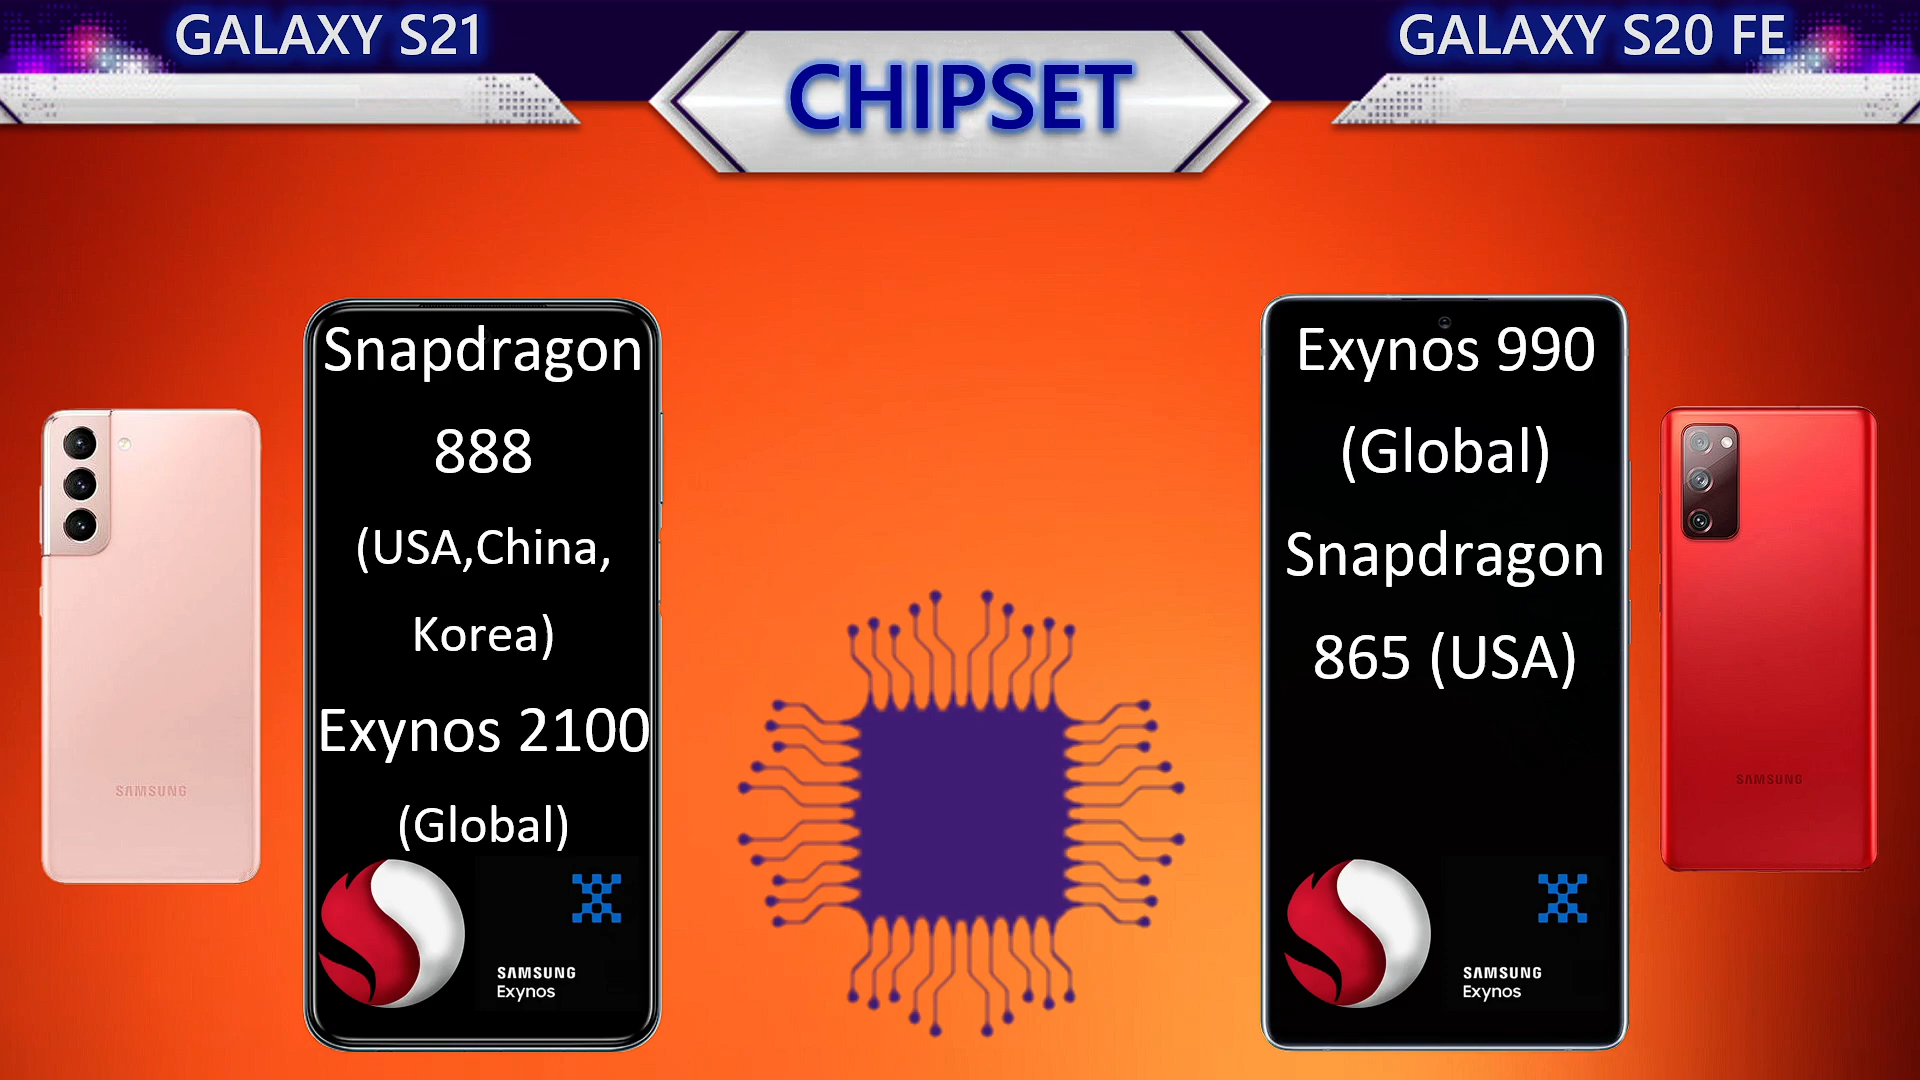 GALAXY S21
CHIPSET
GALAXY S20 FE
Snapdragon
888
(USA,China,
Korea)
Exynos 2100
(Global)
SAMSUNG
Exynos
Exynos 990
(Global)
Snapdragon
865 (USA)
SAMSUNG
Exynos
SAMSUNG
SAMSUNG